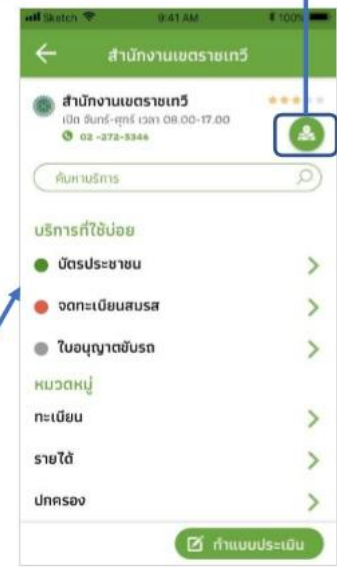 Sketch 9:41 AM 100%
สำนักงานเขตราชเทวี
สำนักงานเขตราชเทวี
เปิด จันทร์-ศุกร์ เวลา 08.00-17.00
02 -272-5346
ค้นหาบริการ
บริการที่ใช้บ่อย
บัตรประชาชน
จดทะเบียนสมรส
ใบอนุญาตขับรถ
หมวดหมู่
ทะเบียน
รายได้
ปกครอง
ทำแบบประเมิน